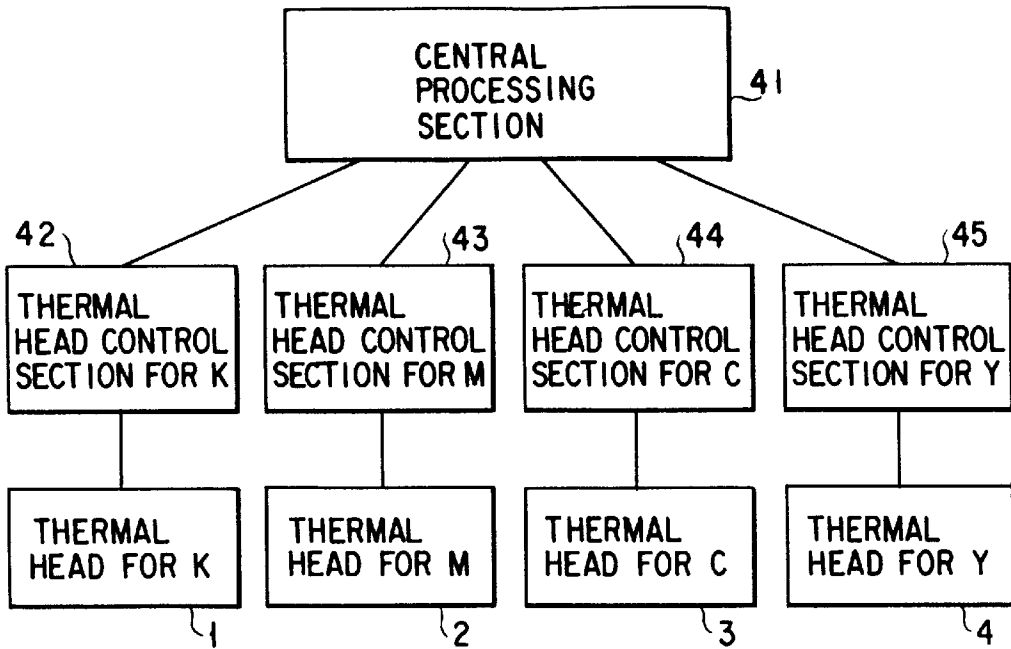 CENTRAL
PROCESSING
SECTION
41
42
43
44
45
THERMAL
HEAD CONTROL
SECTION FOR K
THERMAL
HEAD CONTROL
SECTION FOR M
THERMAL
HEAD CONTROL
SECTION FOR C
THERMAL
HEAD CONTROL
SECTION FOR Y
THERMAL
HEAD FOR K
THERMAL
HEAD FOR M
THERMAL
HEAD FOR C
THERMAL
HEAD FOR Y
1
2
3
4